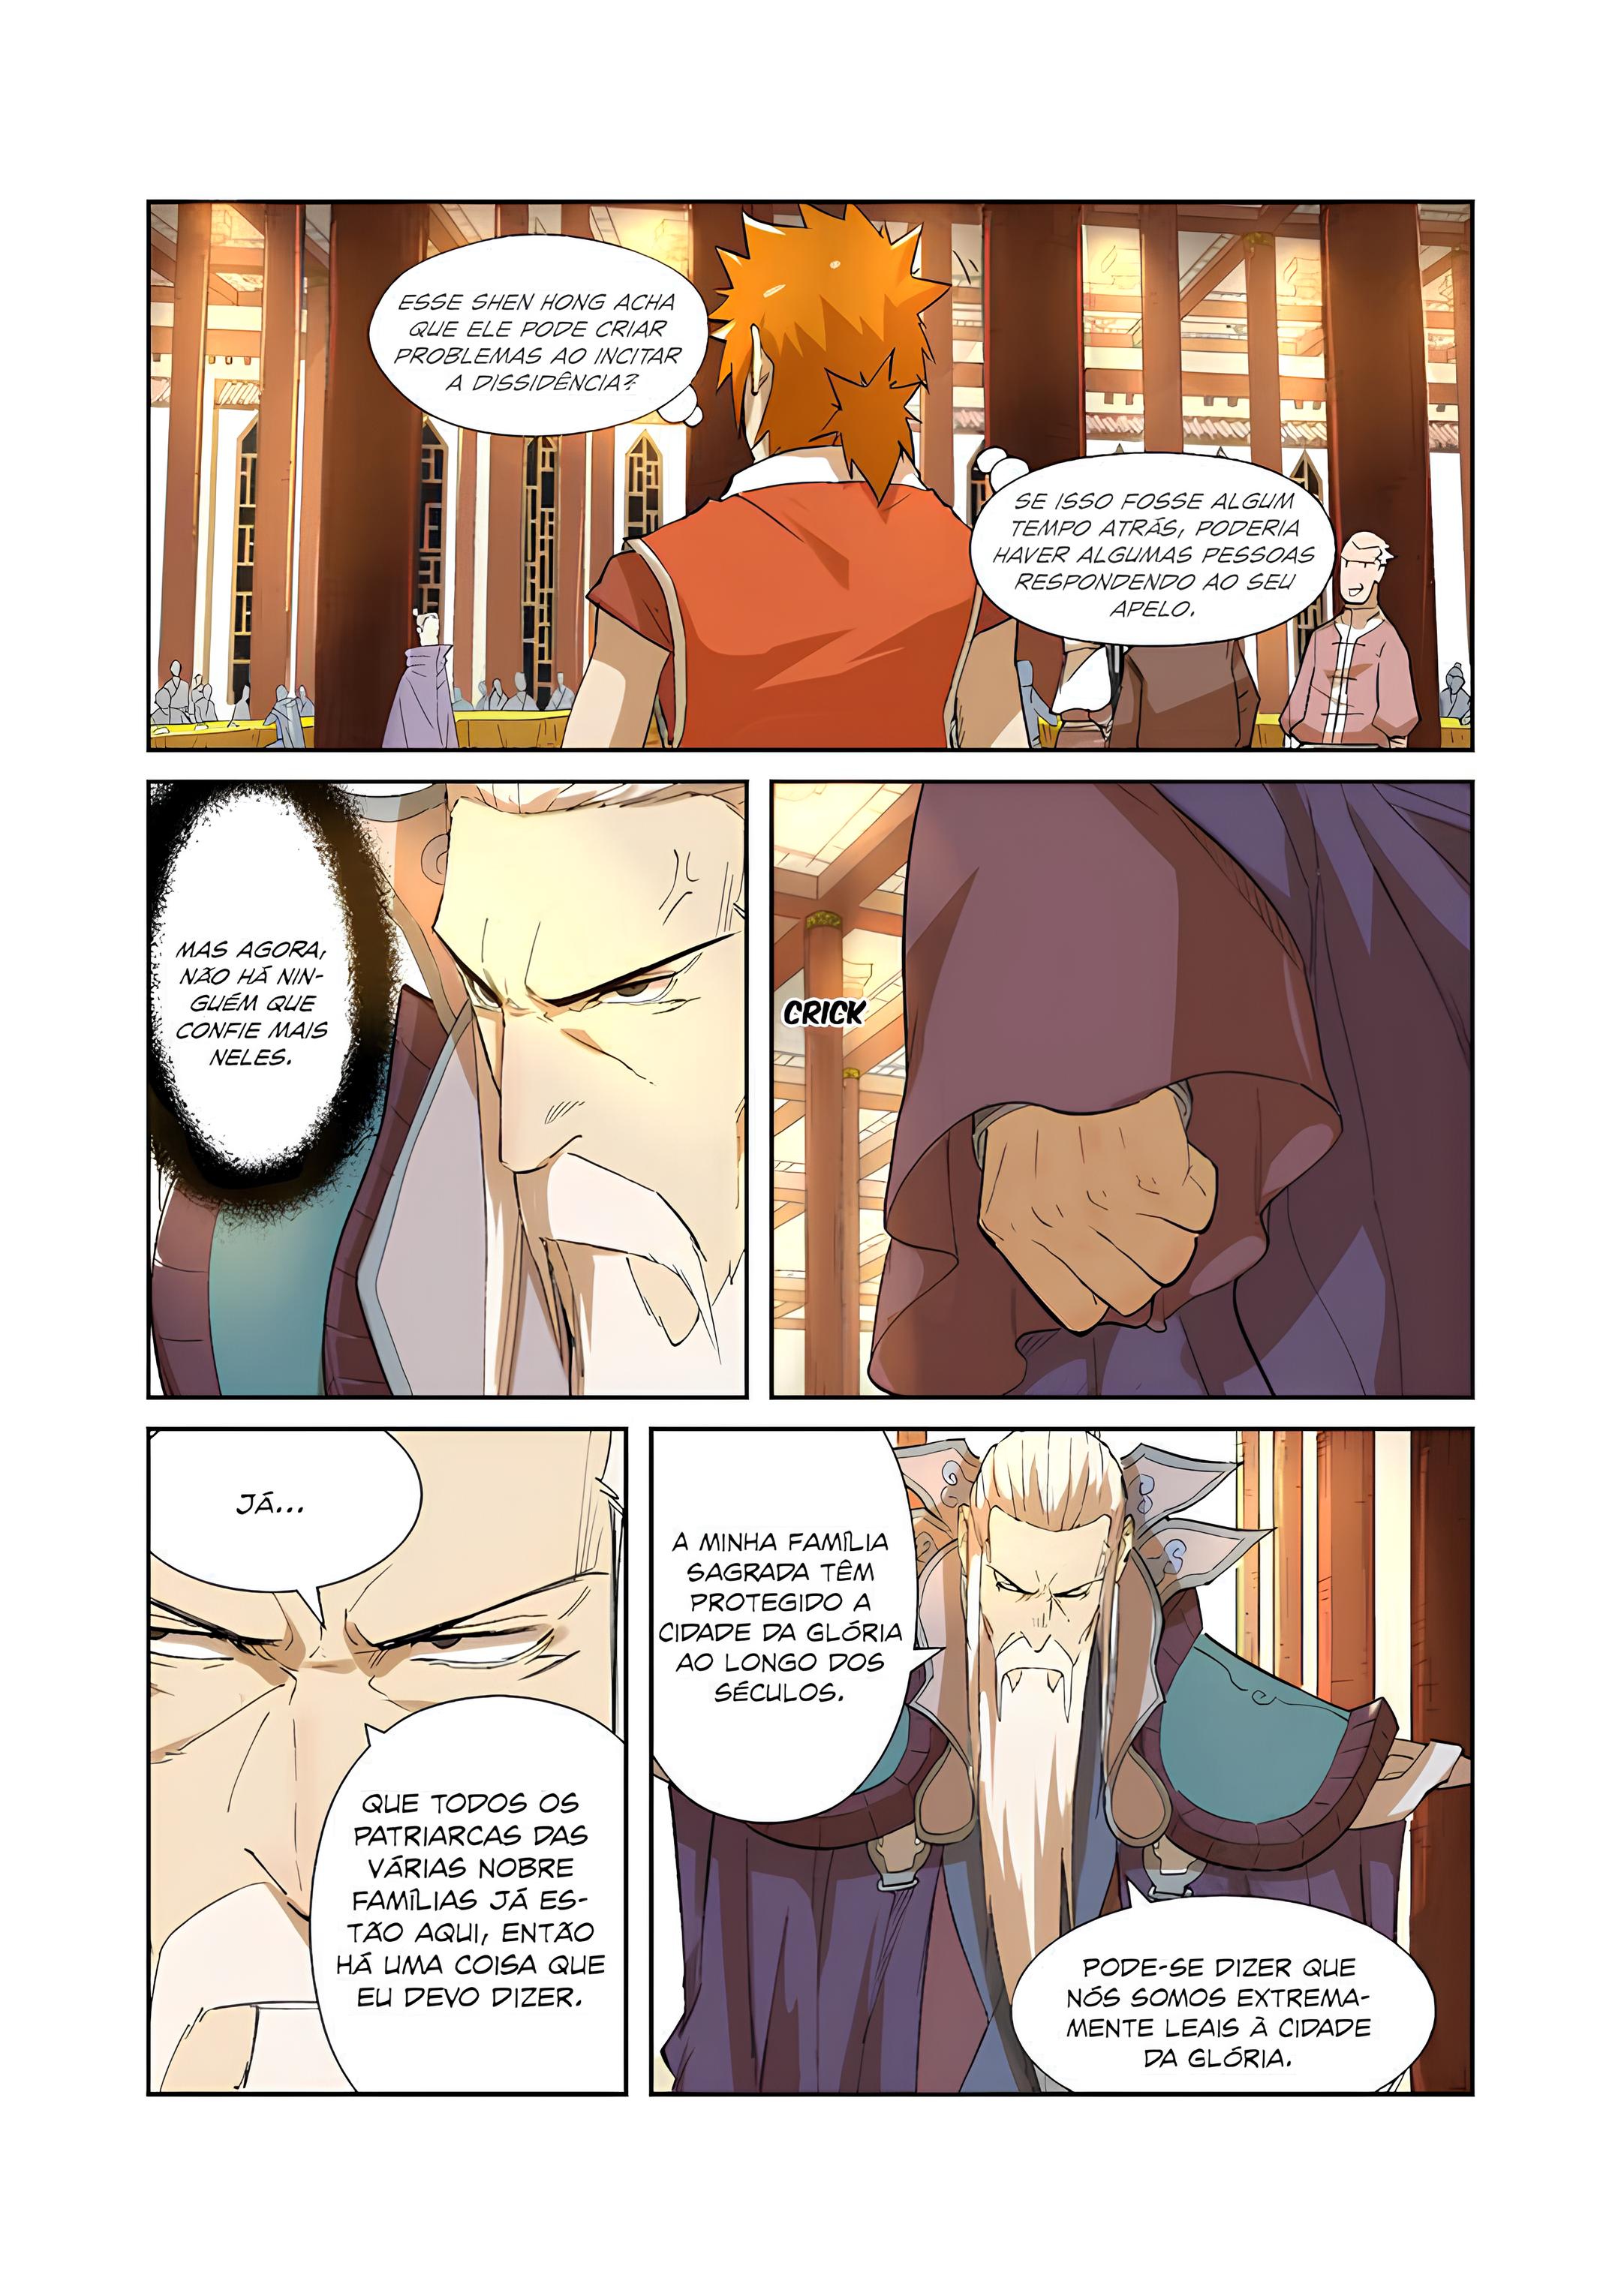 ESSE SHEN HONG ACHA
QUE ELE PODE CRIAR
PROBLEMAS AO INCITAR
A DISSIDÊNCIA?
SE ISSO FOSSE ALGUM
TEMPO ATRÁS, PODERIA
HAVER ALGUMAS PESSOAS
RESPONDENDO AO SEU
APELO.
MAS AGORA,
NÃO HÁ NIN-
GUÉM QUE
CONFIE MAIS
NELES.
CRICK
JÁ...
QUE TODOS OS
PATRIARCAS DAS
VÁRIAS NOBRE
FAMÍLIAS JÁ ES-
TÃO AQUI, ENTÃO
HÁ UMA COISA QUE
EU DEVO DIZER.
A MINHA FAMÍLIA
SAGRADA TÊM
PROTEGIDO A
CIDADE DA GLÓRIA
AO LONGO DOS
SÉCULOS.
PODE-SE DIZER QUE
NÓS SOMOS EXTREMA-
MENTE LEAIS À CIDADE
DA GLÓRIA.